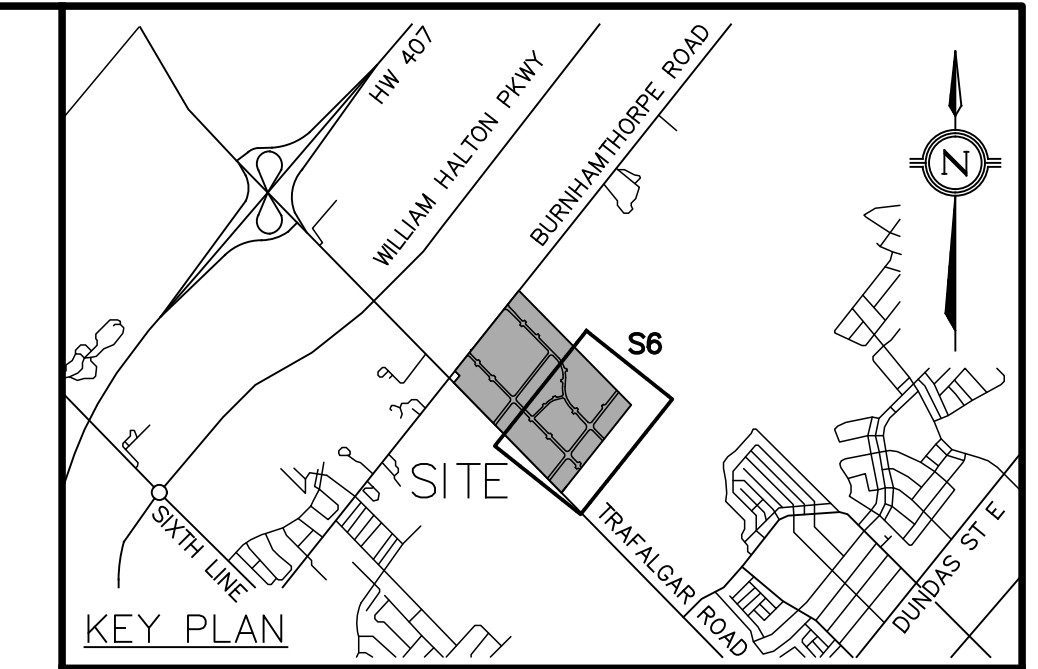 HW 407
WILLIAM HALTON PKWY
BURNHAMTHORPE ROAD
N
S6
SITE
SIXTH LINE
TRAFALGAR ROAD
DUNDAS ST E
KEY PLAN